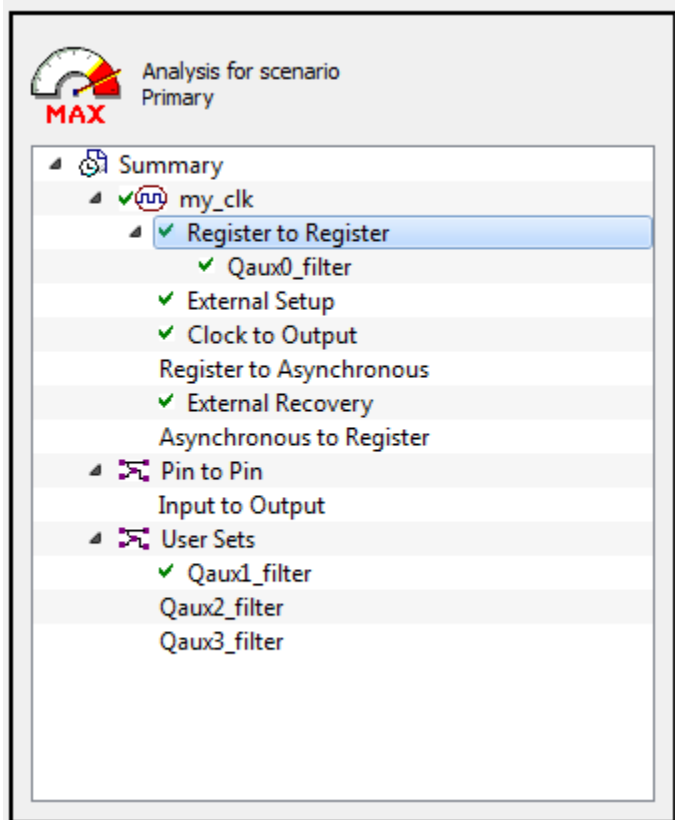 Analysis for scenario
Primary
MAX
Summary
my_clk
Register to Register
Qaux0_filter
External Setup
Clock to Output
Register to Asynchronous
External Recovery
Asynchronous to Register
Pin to Pin
Input to Output
User Sets
Qaux1_filter
Qaux2_filter
Qaux3_filter